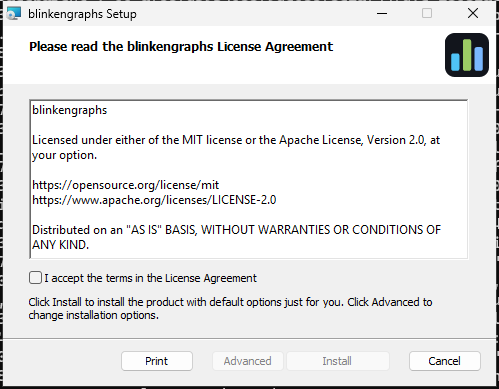 blinkengraphs Setup
Please read the blinkengraphs License Agreement
blinkengraphs
Licensed under either of the MIT license or the Apache License, Version 2.0, at
your option.
https://opensource.org/license/mit
https://www.apache.org/licenses/LICENSE-2.0
Distributed on an "AS IS" BASIS, WITHOUT WARRANTIES OR CONDITIONS OF
ANY KIND.
I accept the terms in the License Agreement
Click Install to install the product with default options just for you. Click Advanced to
change installation options.
Print
Advanced
Install
Cancel